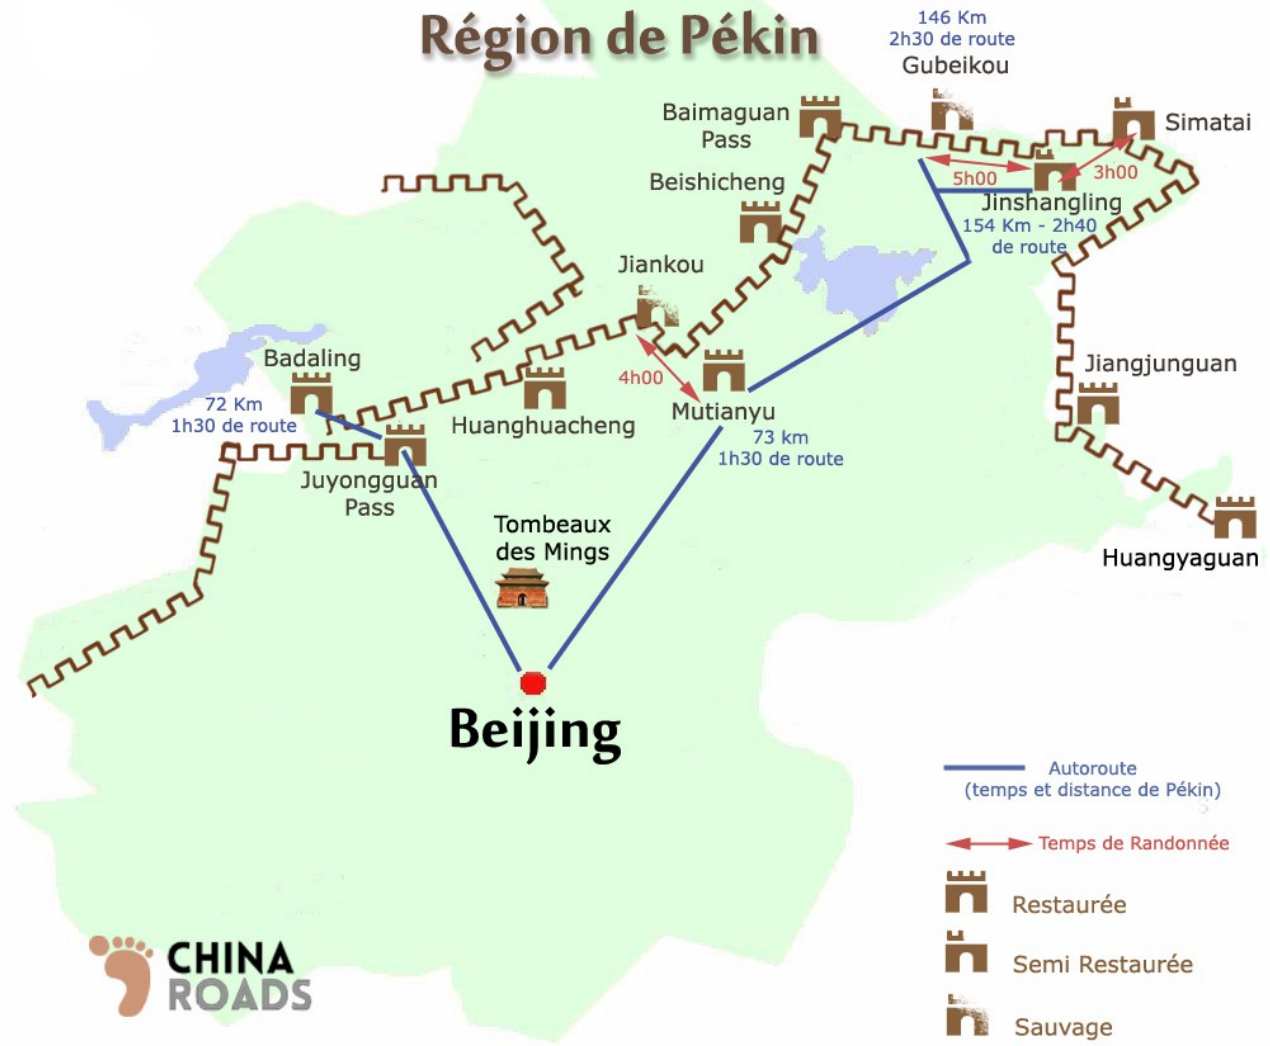 Région de Pékin
146 Km
2h30 de route
Gubeikou
Baimaguan
Pass
Simatai
Beishicheng
5h00
3h00
Jinshangling
154 Km - 2h40
de route
Jiankou
Badaling
72 Km
1h30 de route
4h00
Jiangjunguan
Huanghuacheng
Mutianyu
73 km
1h30 de route
Juyongguan
Pass
Tombeaux
des Mings
Huangyaguan
Beijing
Autoroute
(temps et distance de Pékin)
Temps de Randonnée
Restaurée
Semi Restaurée
Sauvage
CHINA
ROADS